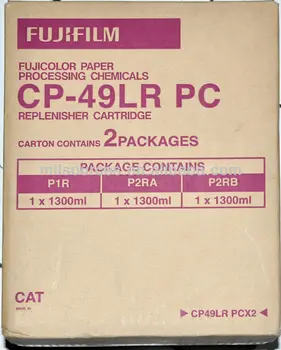 FUJIFILM
FUJICOLOR PAPER
PROCESSING CHEMICALS
CP-49LR PC
REPLENISHER CARTRIDGE
CARTON CONTAINS 2PACKAGES
PACKAGE CONTAINS
P1R P2RA P2RB
1 x 1300ml 1 x 1300ml 1 x 1300ml
CAT
▷ CP49LR PCX2 ◁